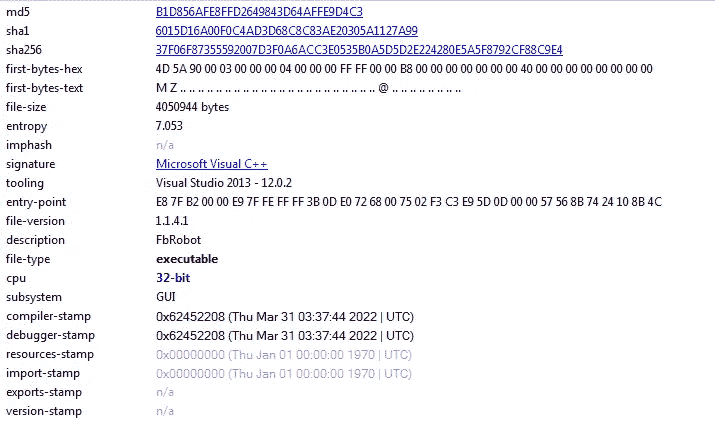 md5 B1D856AFE8FFD2649843D64AFFE9D4C3
sha1 6015D16A00F0C4AD3D68C8C83AE20305A1127A99
sha256 37F06F87355592007D3F0A6ACC3E0535B0A5D5D2E224280E5A5F8792CF88C9E4
first-bytes-hex 4D 5A 90 00 03 00 00 00 04 00 00 00 FF FF 00 00 B8 00 00 00 00 00 00 00 40 00 00 00 00 00 00 00
first-bytes-text M Z .. .. .. .. .. .. .. .. .. .. .. .. .. .. .. .. .. .. .. .. .. .. @ .. .. .. .. .. .. ..
file-size 4050944 bytes
entropy 7.053
imphash n/a
signature Microsoft Visual C++
tooling Visual Studio 2013 - 12.0.2
entry-point E8 7F B2 00 00 E9 7F FE FF FF 3B 0D E0 72 68 00 75 02 F3 C3 E9 5D 0D 00 00 57 56 8B 74 24 10 8B 4C
file-version 1.1.4.1
description FbRobot
file-type executable
cpu 32-bit
subsystem GUI
compiler-stamp 0x62452208 (Thu Mar 31 03:37:44 2022 | UTC)
debugger-stamp 0x62452208 (Thu Mar 31 03:37:44 2022 | UTC)
resources-stamp 0x00000000 (Thu Jan 01 00:00:00 1970 | UTC)
import-stamp 0x00000000 (Thu Jan 01 00:00:00 1970 | UTC)
exports-stamp n/a
version-stamp n/a